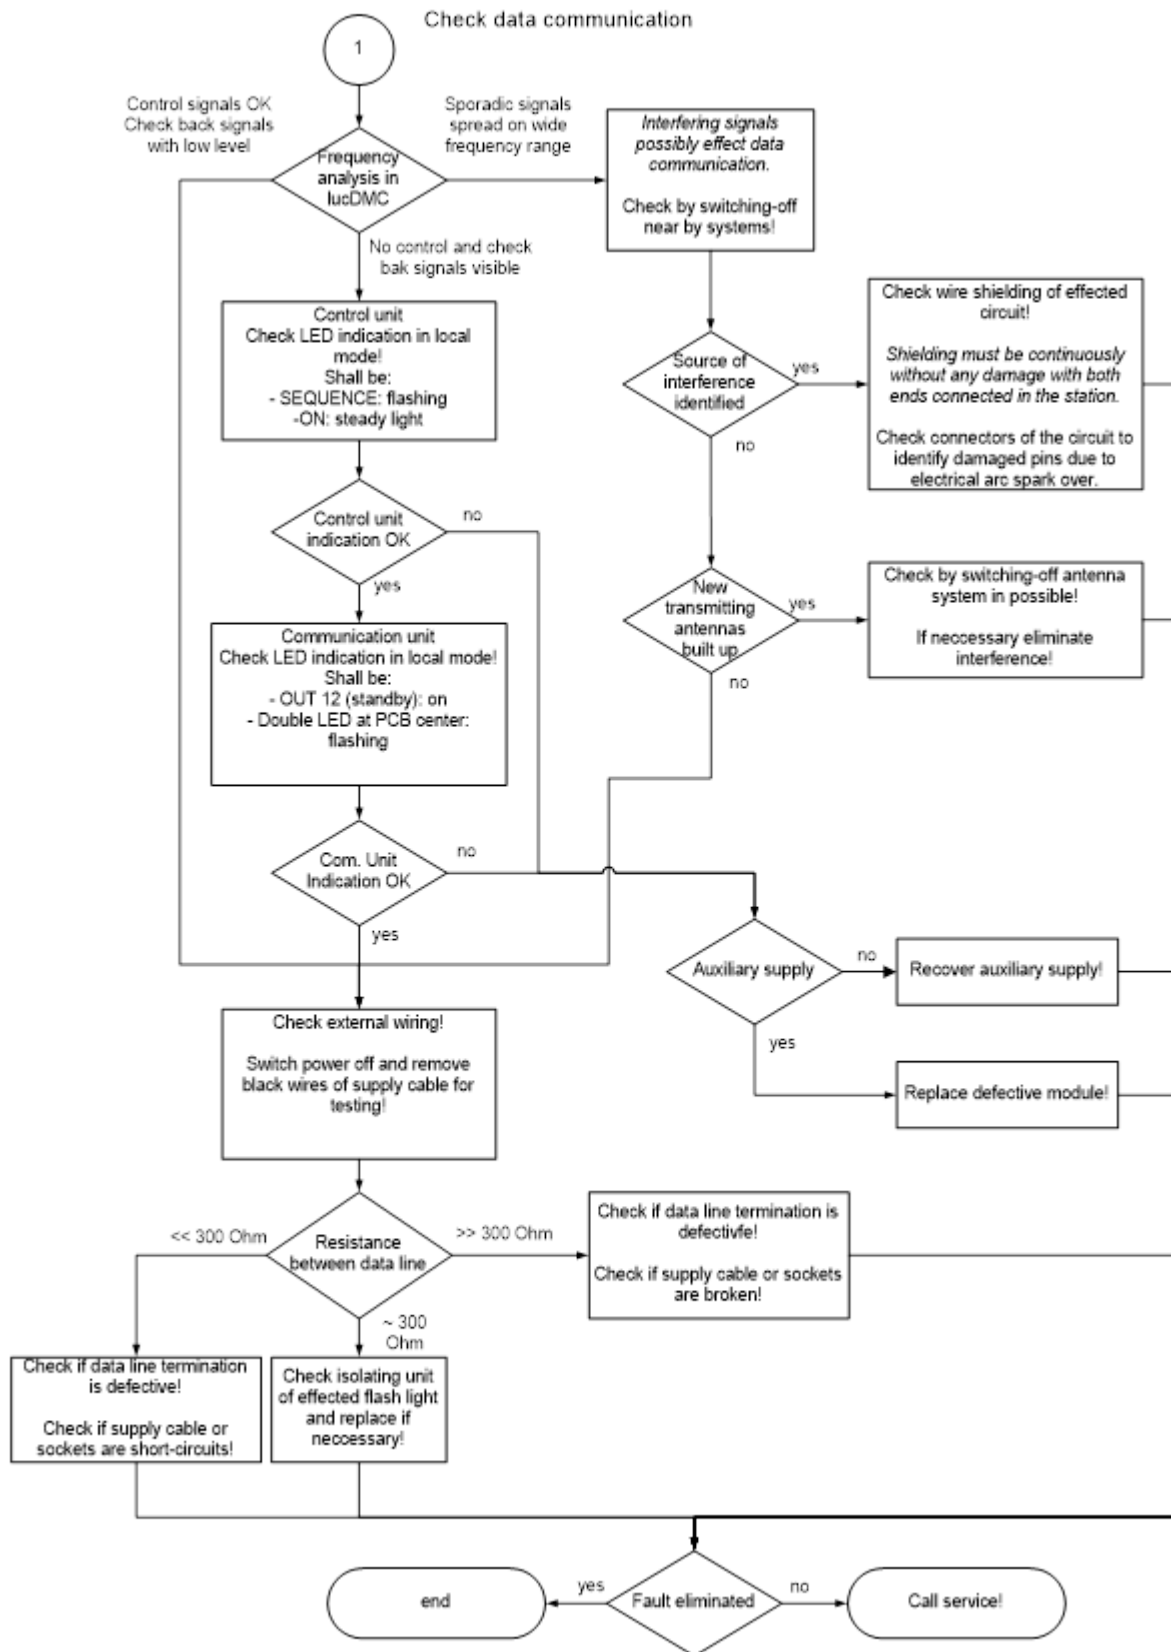 Check data communication
1
Control signals OK
Check back signals
with low level
Sporadic signals
spread on wide
frequency range
Frequency
analysis in
lucDMC
Interfering signals
possibly effect data
communication.
Check by switching-off
near by systems!
No control and check
bak signals visible
Control unit
Check LED indication in local
mode!
Shall be:
- SEQUENCE: flashing
-ON: steady light
Source of
interference
identified
yes
no
Check wire shielding of effected
circuit!
Shielding must be continuously
without any damage with both
ends connected in the station.
Check connectors of the circuit to
identify damaged pins due to
electrical arc spark over.
Control unit
indication OK
no
yes
New
transmitting
antennas
built up
yes
no
Check by switching-off antenna
system in possible!
If neccessary eliminate
interference!
Communication unit
Check LED indication in local mode!
Shall be:
- OUT 12 (standby): on
- Double LED at PCB center:
flashing
Com. Unit
Indication OK
no
yes
Auxiliary supply
no
yes
Recover auxiliary supply!
Replace defective module!
Check external wiring!
Switch power off and remove
black wires of supply cable for
testing!
Resistance
between data line
<< 300 Ohm
>> 300 Ohm
~ 300
Ohm
Check if data line termination is
defectivfe!
Check if supply cable or sockets
are broken!
Check if data line termination
is defective!
Check if supply cable or
sockets are short-circuits!
Check isolating unit
of effected flash light
and replace if
neccessary!
end
yes
Fault eliminated
no
Call service!